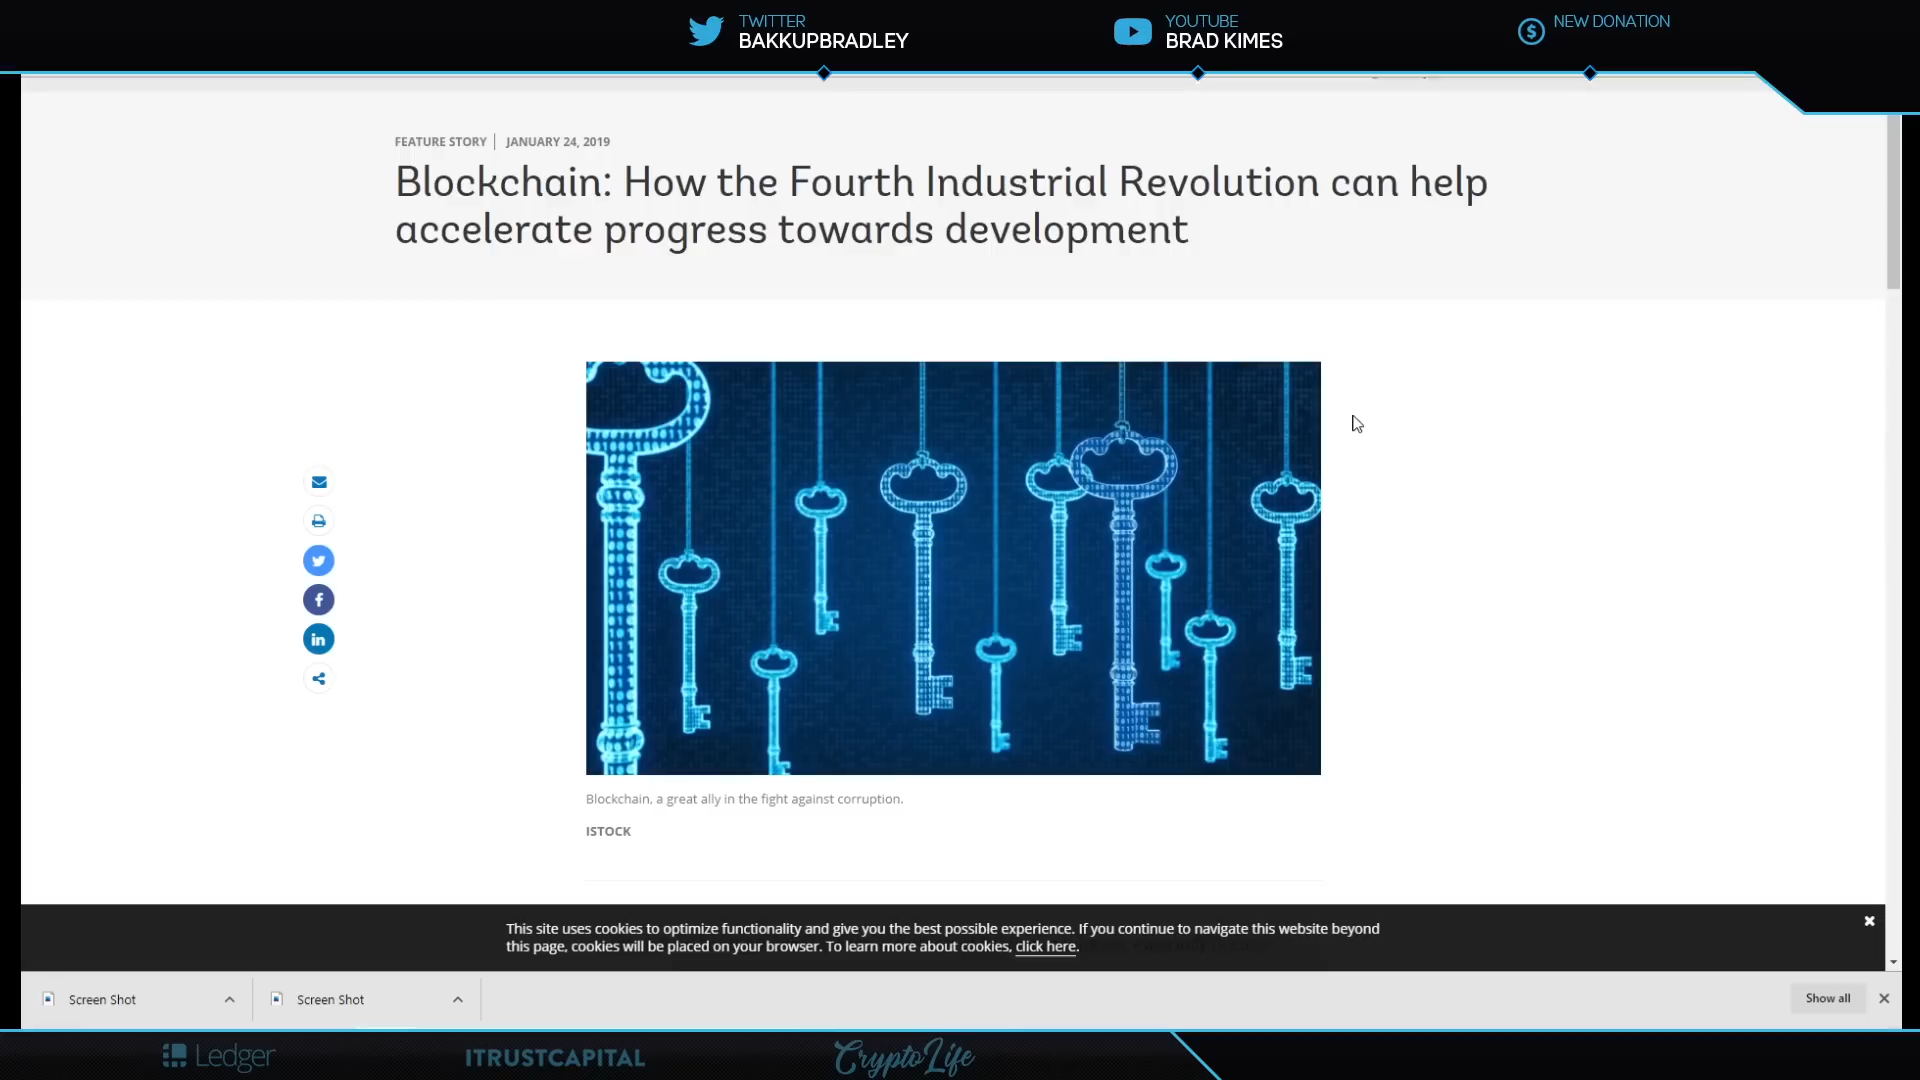 TWITTER
BAKKUPBRADLEY
YOUTUBE
BRAD KIMES
NEW DONATION
FEATURE STORY
JANUARY 24, 2019
Blockchain: How the Fourth Industrial Revolution can help
accelerate progress towards development
Blockchain, a great ally in the fight against corruption.
ISTOCK
This site uses cookies to optimize functionality and give you the best possible experience. If you continue to navigate this website beyond
this page, cookies will be placed on your browser. To learn more about cookies, click here.
Screen Shot
Screen Shot
Show all
Ledger
ITRUSTCAPITAL
CryptoLife